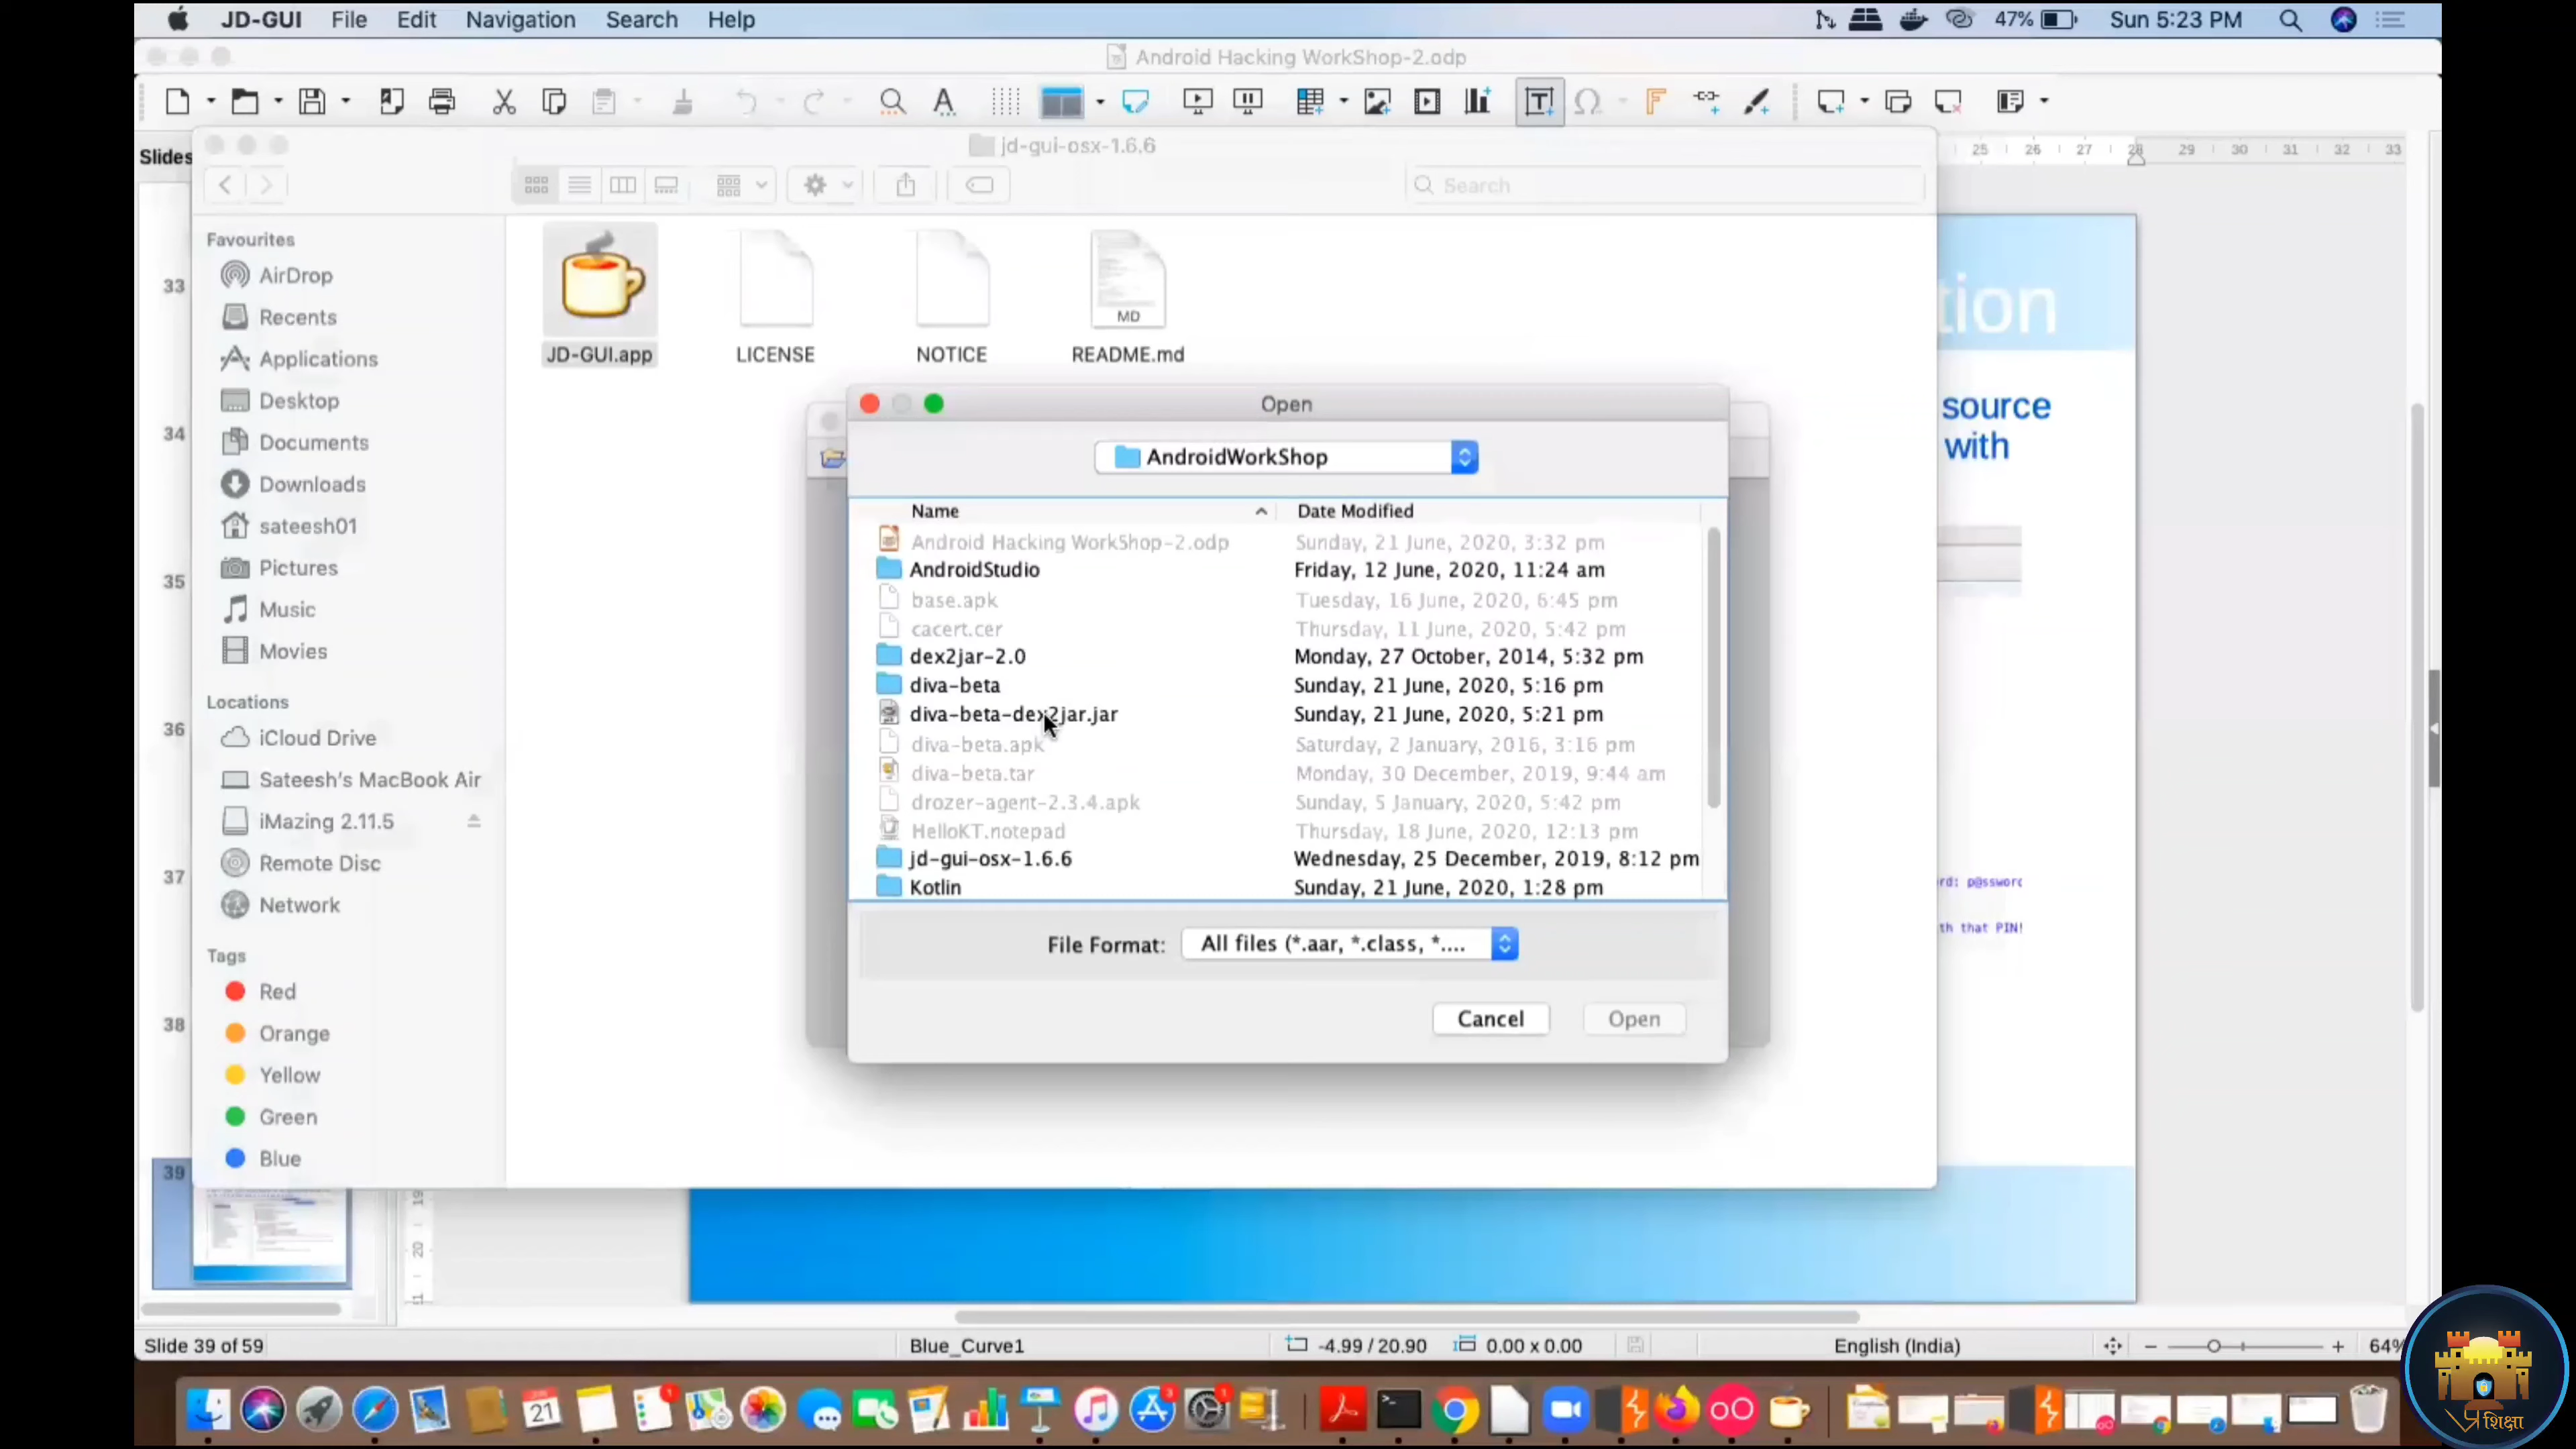 JD-GUI File Edit Navigation Search Help 47% Sun 5:23 PM
Android Hacking WorkShop-2.odp
Slides
jd-gui-osx-1.6.6
25 26 27 28 29 30 31 32 33
Search
Favourites
AirDrop
Recents
Applications
Desktop
Documents
Downloads
sateesh01
Pictures
Music
Movies
Locations
iCloud Drive
Sateesh's MacBook Air
iMazing 2.11.5
Remote Disc
Network
Tags
Red
Orange
Yellow
Green
Blue
33
34
35
36
37
38
39
MD
JD-GUI.app LICENSE NOTICE README.md
tion
source
with
rd: p@ssword
th that PIN!
Open
AndroidWorkShop
Name Date Modified
Android Hacking WorkShop-2.odp Sunday, 21 June, 2020, 3:32 pm
AndroidStudio Friday, 12 June, 2020, 11:24 am
base.apk Tuesday, 16 June, 2020, 6:45 pm
cacert.cer Thursday, 11 June, 2020, 5:42 pm
dex2jar-2.0 Monday, 27 October, 2014, 5:32 pm
diva-beta Sunday, 21 June, 2020, 5:16 pm
diva-beta-dex2jar.jar Sunday, 21 June, 2020, 5:21 pm
diva-beta.apk Saturday, 2 January, 2016, 3:16 pm
diva-beta.tar Monday, 30 December, 2019, 9:44 am
drozer-agent-2.3.4.apk Sunday, 5 January, 2020, 5:42 pm
HelloKT.notepad Thursday, 18 June, 2020, 12:13 pm
jd-gui-osx-1.6.6 Wednesday, 25 December, 2019, 8:12 pm
Kotlin Sunday, 21 June, 2020, 1:28 pm
File Format: All files (*.aar, *.class, *....
Cancel Open
19
20
Slide 39 of 59 Blue_Curve1 -4.99 / 20.90 0.00 x 0.00 English (India) 64%
21
प्रशिक्षा